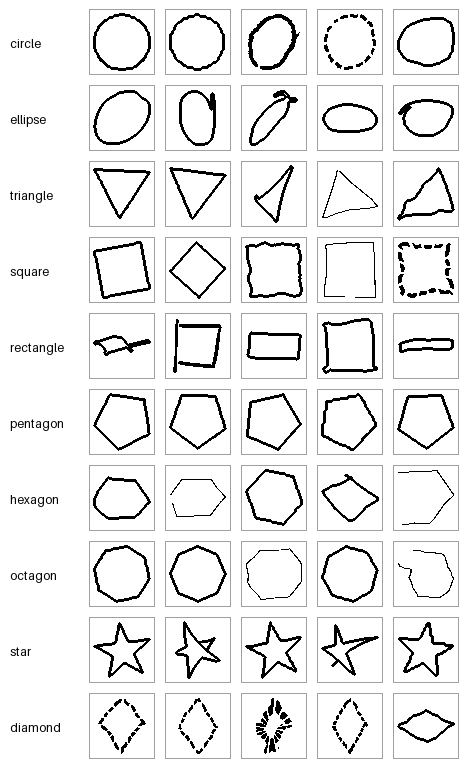 circle
ellipse
triangle
square
rectangle
pentagon
hexagon
octagon
star
diamond